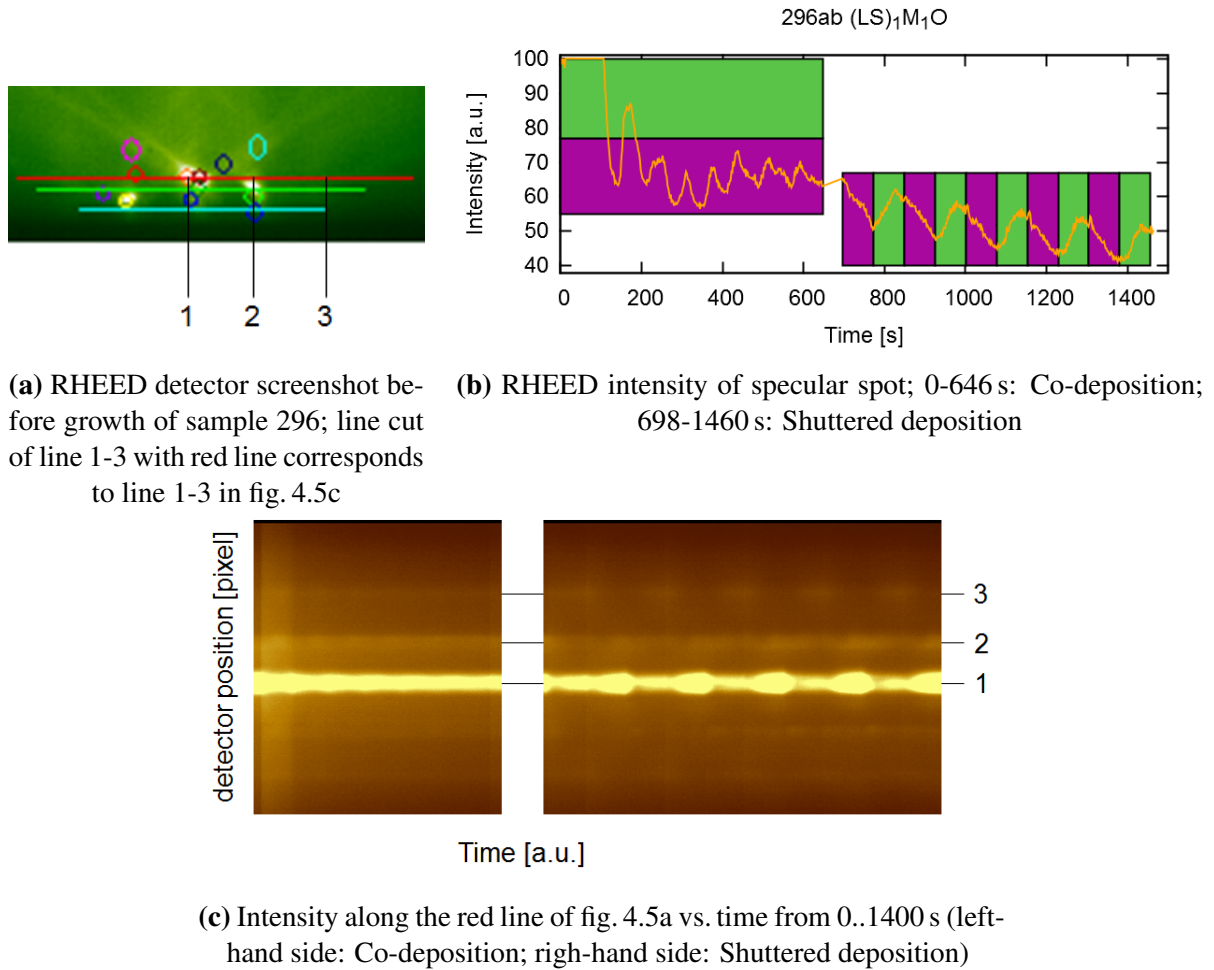 296ab (LS)1M1O
100
90
80
70
60
50
40
Intensity [a.u.]
0 200 400 600 800 1000 1200 1400
Time [s]
1 2 3
(a) RHEED detector screenshot be-
fore growth of sample 296; line cut
of line 1-3 with red line corresponds
to line 1-3 in fig. 4.5c
(b) RHEED intensity of specular spot; 0-646 s: Co-deposition;
698-1460 s: Shuttered deposition
detector position [pixel]
3
2
1
Time [a.u.]
(c) Intensity along the red line of fig. 4.5a vs. time from 0..1400 s (left-
hand side: Co-deposition; righ-hand side: Shuttered deposition)